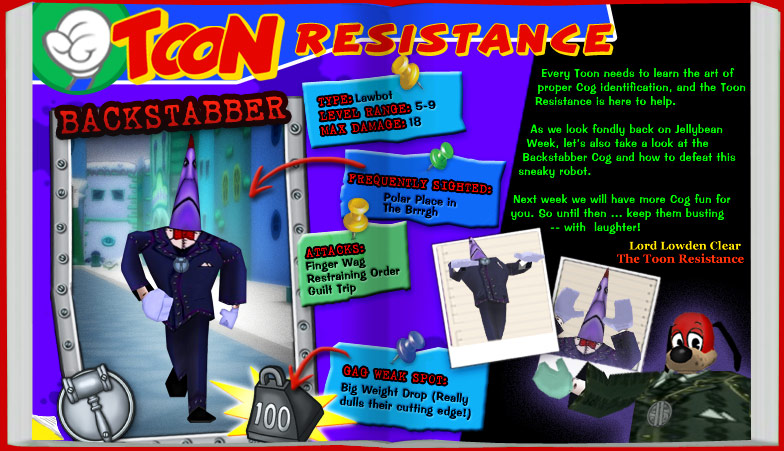 TOON RESISTANCE
BACKSTABBER
TYPE: Lawbot
LEVEL RANGE: 5-9
MAX DAMAGE: 18
FREQUENTLY SIGHTED:
Polar Place in
The Brrrgh
ATTACKS:
Finger Wag
Restraining Order
Guilt Trip
GAG WEAK SPOT:
Big Weight Drop (Really
dulls their cutting edge!)
100
Every Toon needs to learn the art of
proper Cog identification, and the Toon
Resistance is here to help.
As we look fondly back on Jellybean
Week, let's also take a look at the
Backstabber Cog and how to defeat this
sneaky robot.
Next week we will have more Cog fun for
you. So until then ... keep them busting
-- with laughter!
Lord Lowden Clear
The Toon Resistance